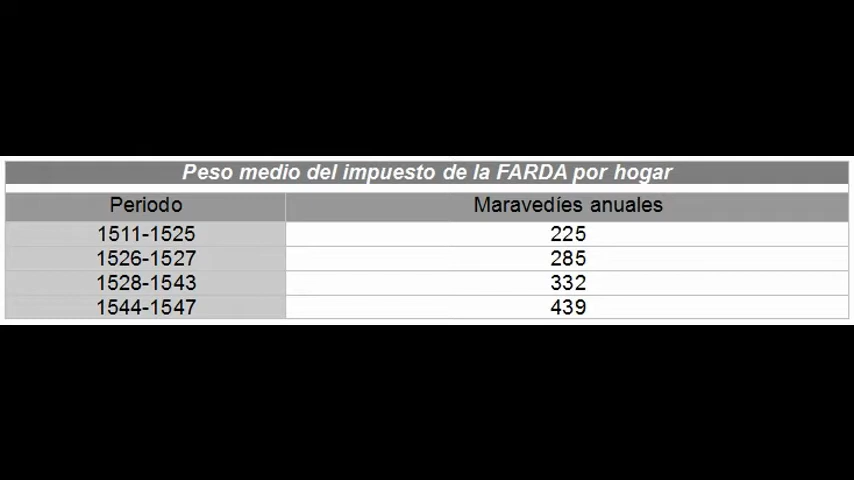 Peso medio del impuesto de la FARDA por hogar
Periodo Maravedíes anuales
1511-1525 225
1526-1527 285
1528-1543 332
1544-1547 439